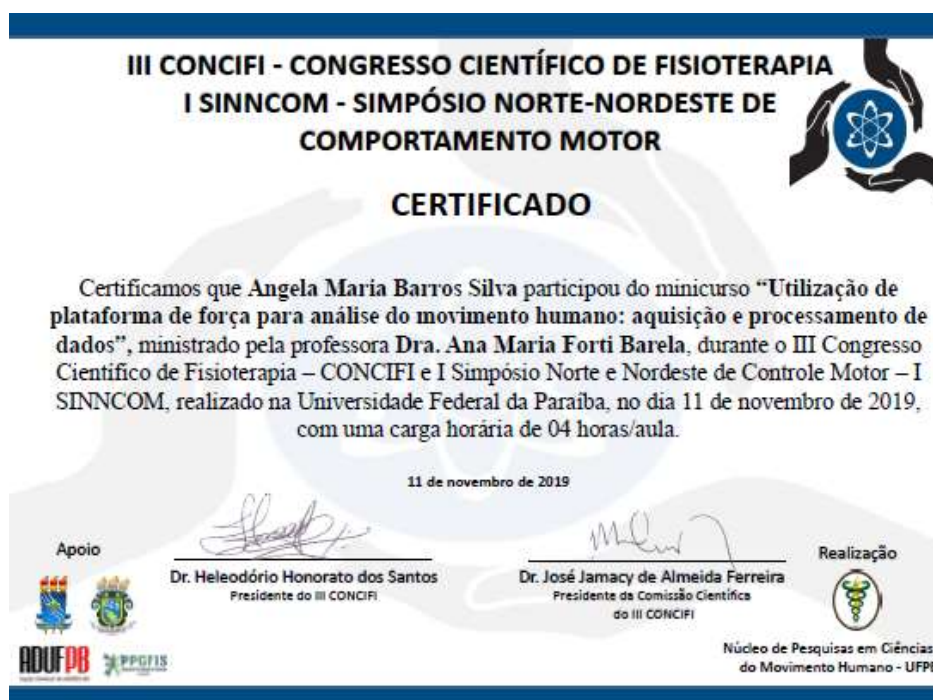 III CONCIFI - CONGRESSO CIENTÍFICO DE FISIOTERAPIA
I SINNCOM - SIMPÓSIO NORTE-NORDESTE DE
COMPORTAMENTO MOTOR
CERTIFICADO
Certificamos que Angela Maria Barros Silva participou do minicurso “Utilização de
plataforma de força para análise do movimento humano: aquisição e processamento de
dados”, ministrado pela professora Dra. Ana Maria Forti Barela, durante o III Congresso
Científico de Fisioterapia – CONCIFI e I Simpósio Norte e Nordeste de Controle Motor – I
SINNCOM, realizado na Universidade Federal da Paraíba, no dia 11 de novembro de 2019,
com uma carga horária de 04 horas/aula.
11 de novembro de 2019
Apoio
Dr. Heleodório Honorato dos Santos
Presidente do III CONCIFI
Dr. José Jamacy de Almeida Ferreira
Presidente da Comissão Científica
do III CONCIFI
Realização
ADUFPB
PPGFIS
Núcleo de Pesquisas em Ciências
do Movimento Humano - UFPB